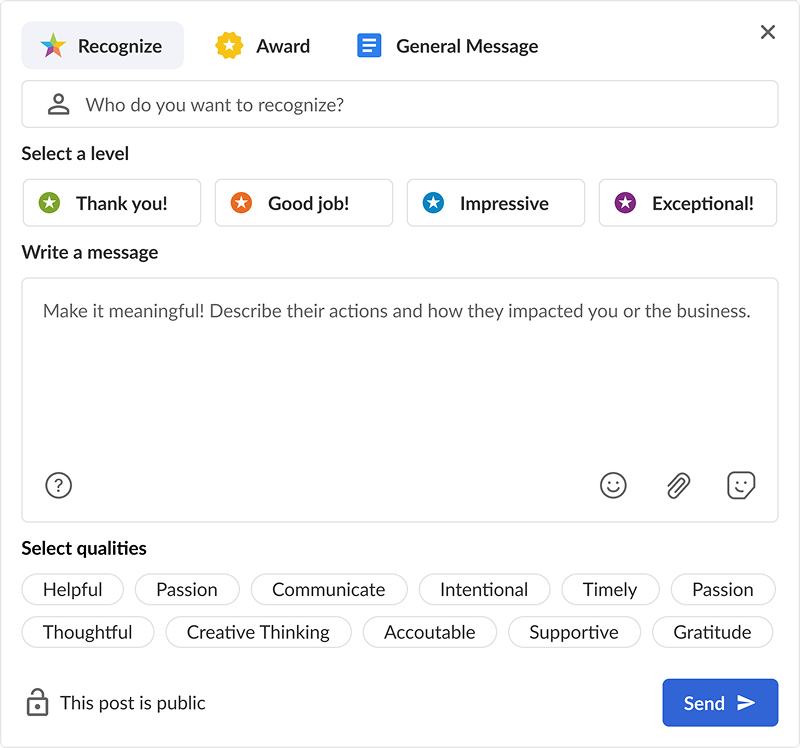 Recognize Award General Message
Who do you want to recognize?
Select a level
Thank you! Good job! Impressive Exceptional!
Write a message
Make it meaningful! Describe their actions and how they impacted you or the business.
?
Select qualities
Helpful Passion Communicate Intentional Timely Passion
Thoughtful Creative Thinking Accoutable Supportive Gratitude
This post is public Send